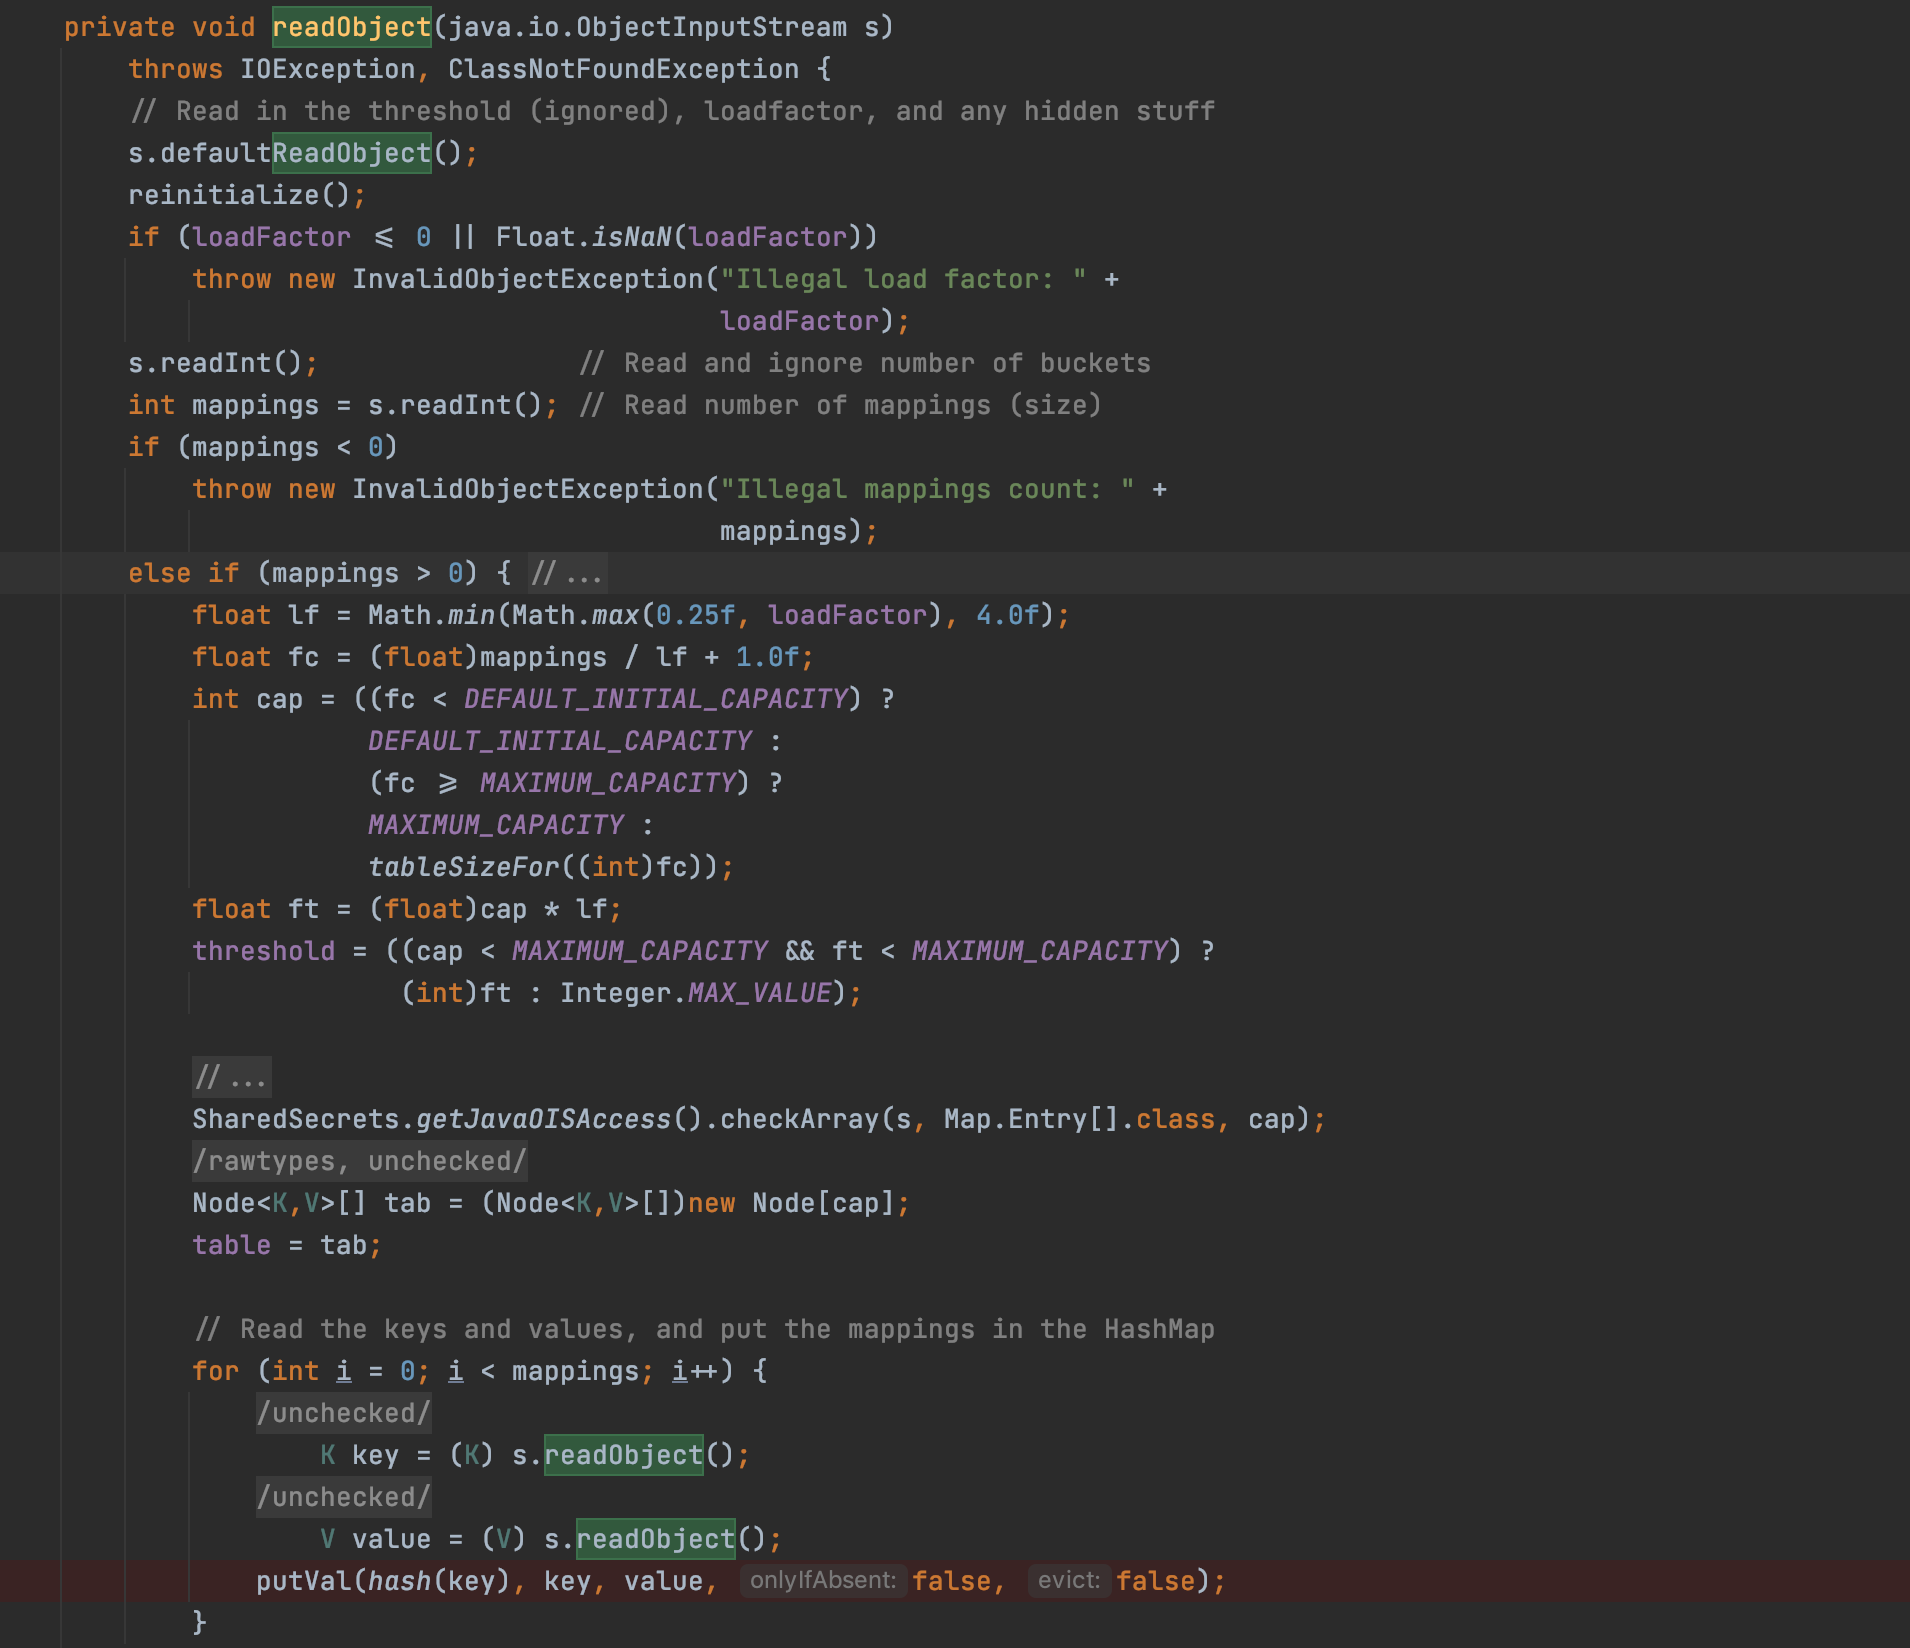 private void readObject(java.io.ObjectInputStream s)
    throws IOException, ClassNotFoundException {
    // Read in the threshold (ignored), loadfactor, and any hidden stuff
    s.defaultReadObject();
    reinitialize();
    if (loadFactor <= 0 || Float.isNaN(loadFactor))
        throw new InvalidObjectException("Illegal load factor: " +
                                         loadFactor);
    s.readInt();                // Read and ignore number of buckets
    int mappings = s.readInt(); // Read number of mappings (size)
    if (mappings < 0)
        throw new InvalidObjectException("Illegal mappings count: " +
                                         mappings);
    else if (mappings > 0) { //...
        float lf = Math.min(Math.max(0.25f, loadFactor), 4.0f);
        float fc = (float)mappings / lf + 1.0f;
        int cap = ((fc < DEFAULT_INITIAL_CAPACITY) ?
                   DEFAULT_INITIAL_CAPACITY :
                   (fc >= MAXIMUM_CAPACITY) ?
                   MAXIMUM_CAPACITY :
                   tableSizeFor((int)fc));
        float ft = (float)cap * lf;
        threshold = ((cap < MAXIMUM_CAPACITY && ft < MAXIMUM_CAPACITY) ?
                     (int)ft : Integer.MAX_VALUE);
        //...
        SharedSecrets.getJavaOISAccess().checkArray(s, Map.Entry[].class, cap);
        /rawtypes, unchecked/
        Node<K,V>[] tab = (Node<K,V>[])new Node[cap];
        table = tab;
        // Read the keys and values, and put the mappings in the HashMap
        for (int i = 0; i < mappings; i++) {
            /unchecked/
                K key = (K) s.readObject();
            /unchecked/
                V value = (V) s.readObject();
            putVal(hash(key), key, value, onlyIfAbsent: false, evict: false);
        }